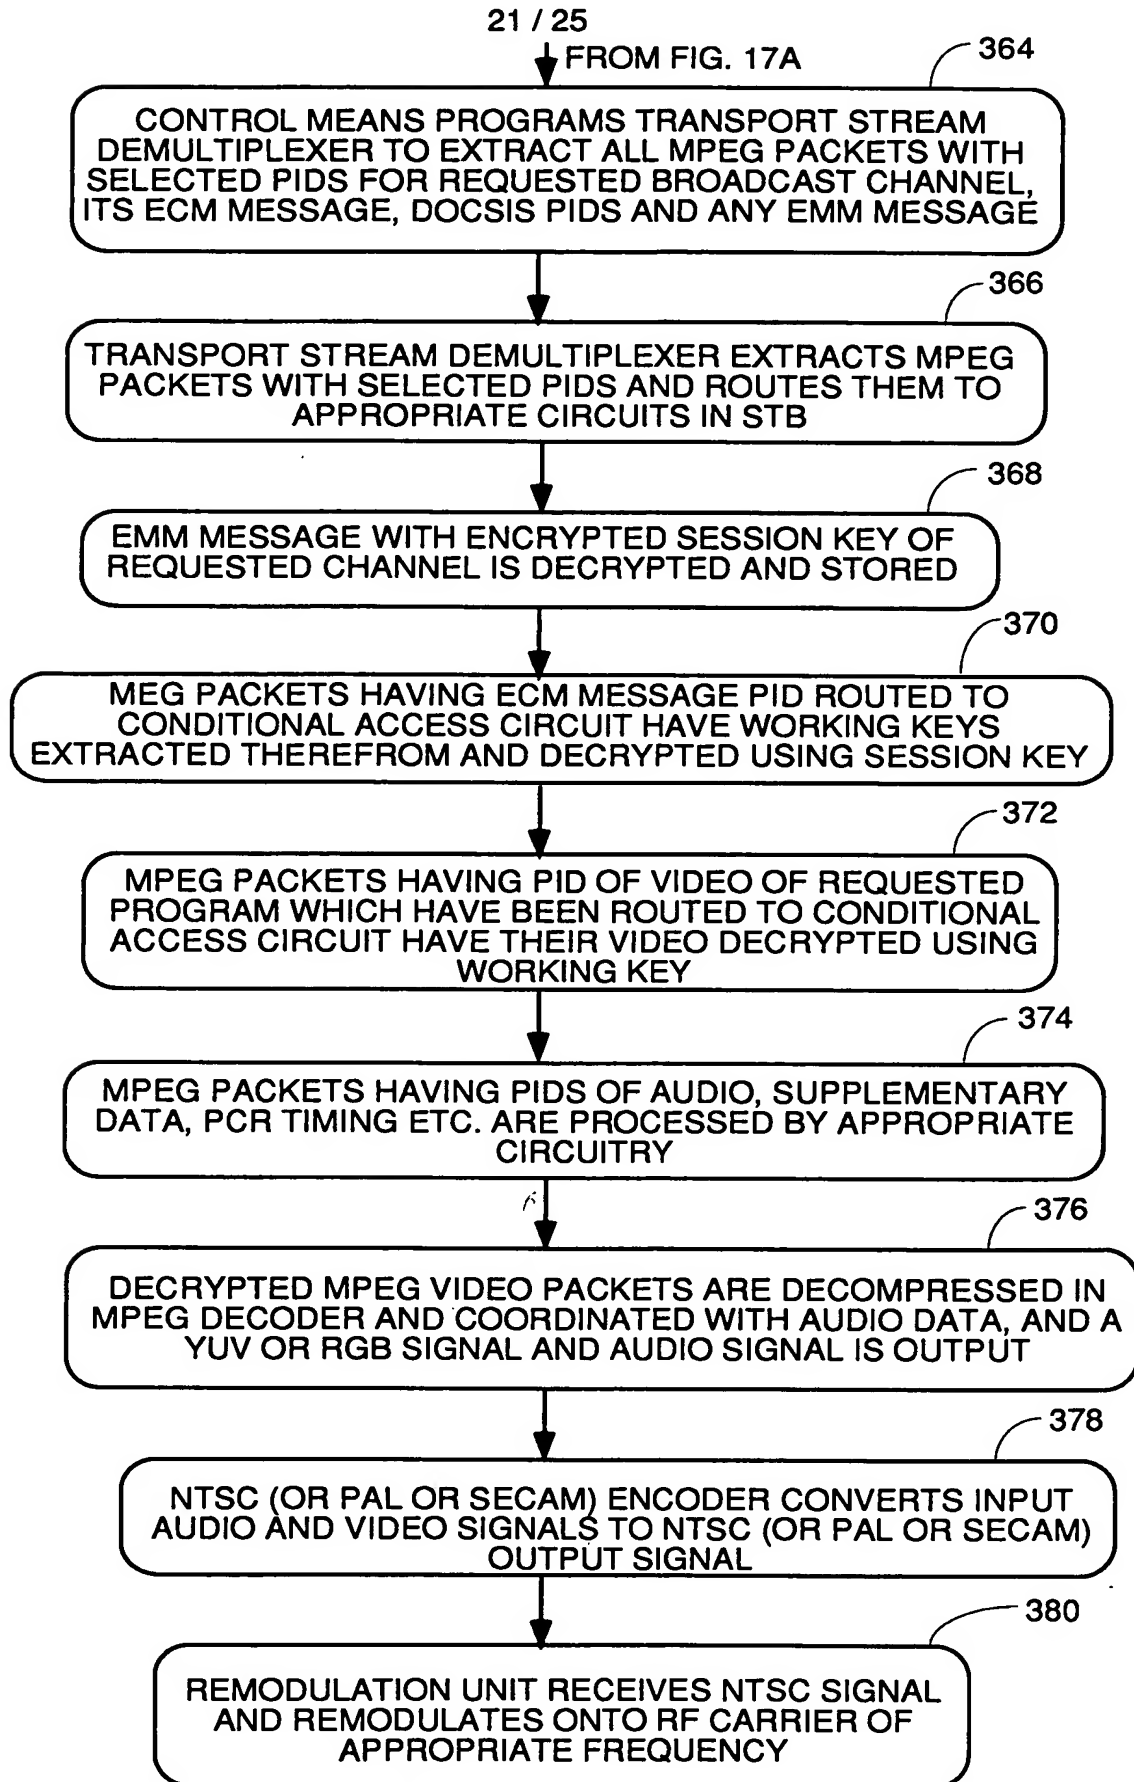 21 / 25
FROM FIG. 17A
364
CONTROL MEANS PROGRAMS TRANSPORT STREAM
DEMULTIPLEXER TO EXTRACT ALL MPEG PACKETS WITH
SELECTED PIDS FOR REQUESTED BROADCAST CHANNEL,
ITS ECM MESSAGE, DOCSIS PIDS AND ANY EMM MESSAGE
366
TRANSPORT STREAM DEMULTIPLEXER EXTRACTS MPEG
PACKETS WITH SELECTED PIDS AND ROUTES THEM TO
APPROPRIATE CIRCUITS IN STB
368
EMM MESSAGE WITH ENCRYPTED SESSION KEY OF
REQUESTED CHANNEL IS DECRYPTED AND STORED
370
MEG PACKETS HAVING ECM MESSAGE PID ROUTED TO
CONDITIONAL ACCESS CIRCUIT HAVE WORKING KEYS
EXTRACTED THEREFROM AND DECRYPTED USING SESSION KEY
372
MPEG PACKETS HAVING PID OF VIDEO OF REQUESTED
PROGRAM WHICH HAVE BEEN ROUTED TO CONDITIONAL
ACCESS CIRCUIT HAVE THEIR VIDEO DECRYPTED USING
WORKING KEY
374
MPEG PACKETS HAVING PIDS OF AUDIO, SUPPLEMENTARY
DATA, PCR TIMING ETC. ARE PROCESSED BY APPROPRIATE
CIRCUITRY
376
DECRYPTED MPEG VIDEO PACKETS ARE DECOMPRESSED IN
MPEG DECODER AND COORDINATED WITH AUDIO DATA, AND A
YUV OR RGB SIGNAL AND AUDIO SIGNAL IS OUTPUT
378
NTSC (OR PAL OR SECAM) ENCODER CONVERTS INPUT
AUDIO AND VIDEO SIGNALS TO NTSC (OR PAL OR SECAM)
OUTPUT SIGNAL
380
REMODULATION UNIT RECEIVES NTSC SIGNAL
AND REMODULATES ONTO RF CARRIER OF
APPROPRIATE FREQUENCY